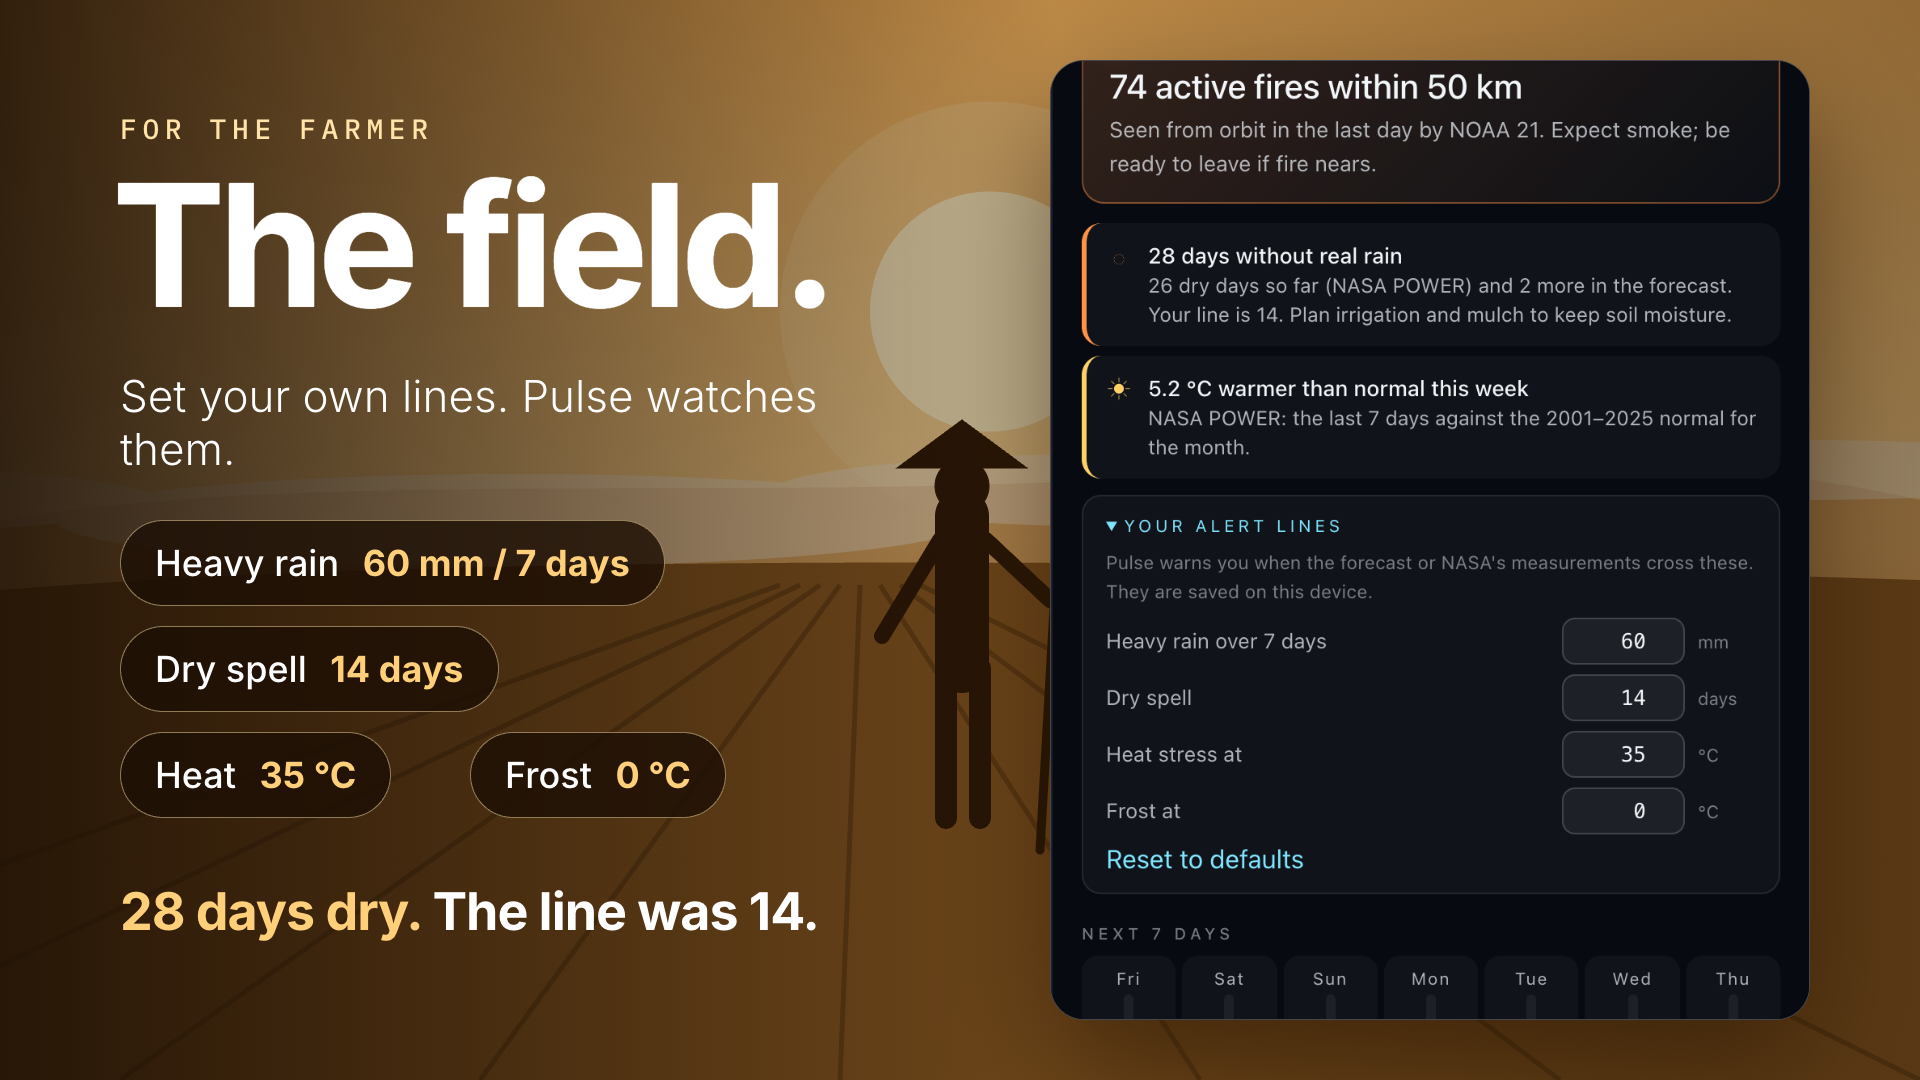 FOR THE FARMER
The field.
Set your own lines. Pulse watches
them.
Heavy rain 60 mm / 7 days
Dry spell 14 days
Heat 35 °C
Frost 0 °C
28 days dry. The line was 14.
74 active fires within 50 km
Seen from orbit in the last day by NOAA 21. Expect smoke; be
ready to leave if fire nears.
28 days without real rain
26 dry days so far (NASA POWER) and 2 more in the forecast.
Your line is 14. Plan irrigation and mulch to keep soil moisture.
5.2 °C warmer than normal this week
NASA POWER: the last 7 days against the 2001–2025 normal for
the month.
▼ YOUR ALERT LINES
Pulse warns you when the forecast or NASA's measurements cross these.
They are saved on this device.
Heavy rain over 7 days 60 mm
Dry spell 14 days
Heat stress at 35 °C
Frost at 0 °C
Reset to defaults
NEXT 7 DAYS
Fri Sat Sun Mon Tue Wed Thu